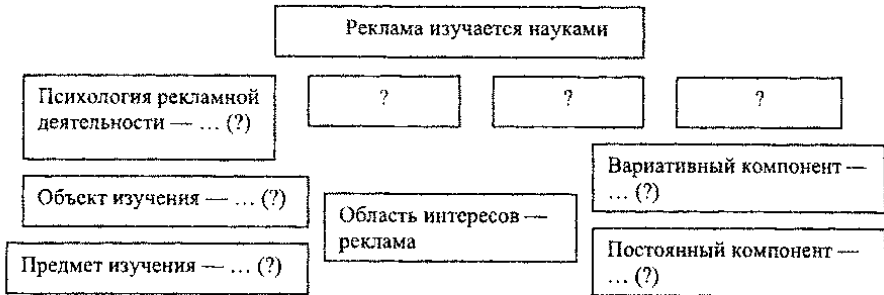 Реклама изучается науками
Психология рекламной
деятельности — ... (?)
?
?
?
Объект изучения — ... (?)
Предмет изучения — ... (?)
Область интересов —
реклама
Вариативный компонент —
... (?)
Постоянный компонент —
... (?)